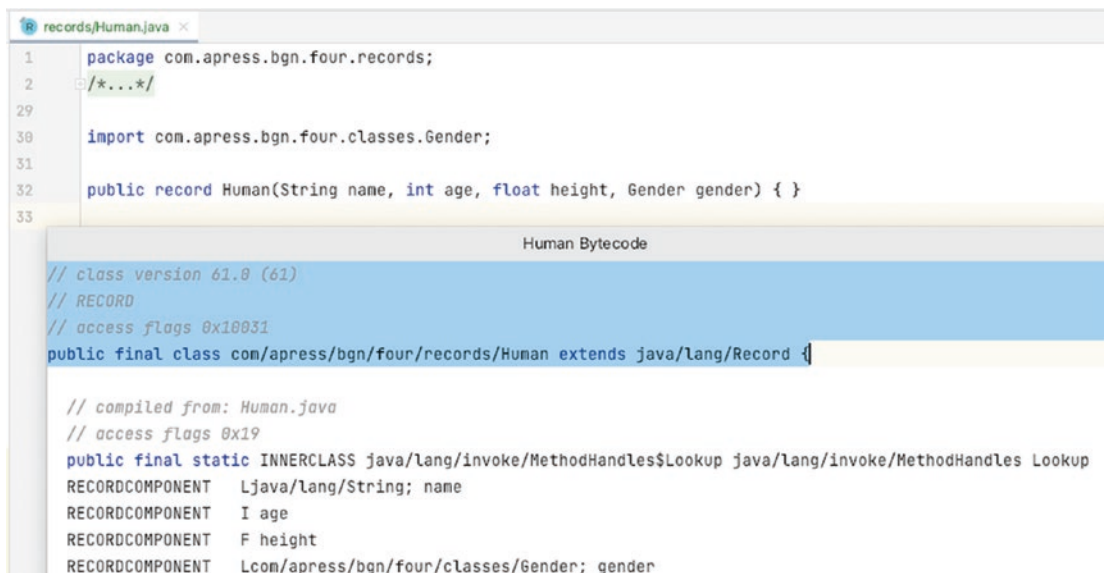 R records/Human.java ×
1 package com.apress.bgn.four.records;
2 /*...*/
29
30 import com.apress.bgn.four.classes.Gender;
31
32 public record Human(String name, int age, float height, Gender gender) { }
33
Human Bytecode
// class version 61.0 (61)
// RECORD
// access flags 0x10031
public final class com/apress/bgn/four/records/Human extends java/lang/Record {
// compiled from: Human.java
// access flags 0x19
public final static INNERCLASS java/lang/invoke/MethodHandles$Lookup java/lang/invoke/MethodHandles Lookup
RECORDCOMPONENT Ljava/lang/String; name
RECORDCOMPONENT I age
RECORDCOMPONENT F height
RECORDCOMPONENT Lcom/apress/bgn/four/classes/Gender; gender